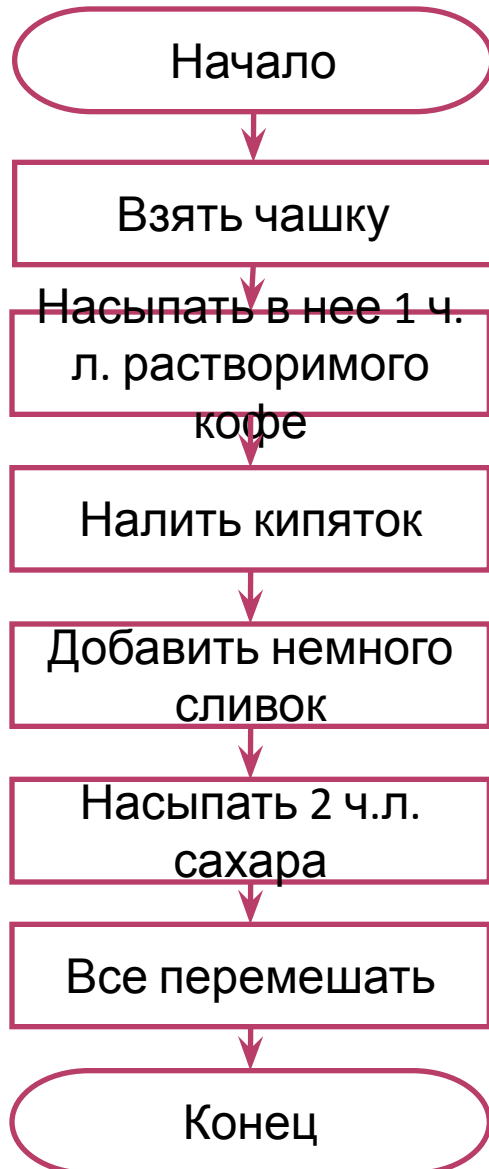 Начало
Взять чашку
Насыпать в нее 1 ч.
л. растворимого
кофе
Налить кипяток
Добавить немного
сливок
Насыпать 2 ч.л.
сахара
Все перемешать
Конец